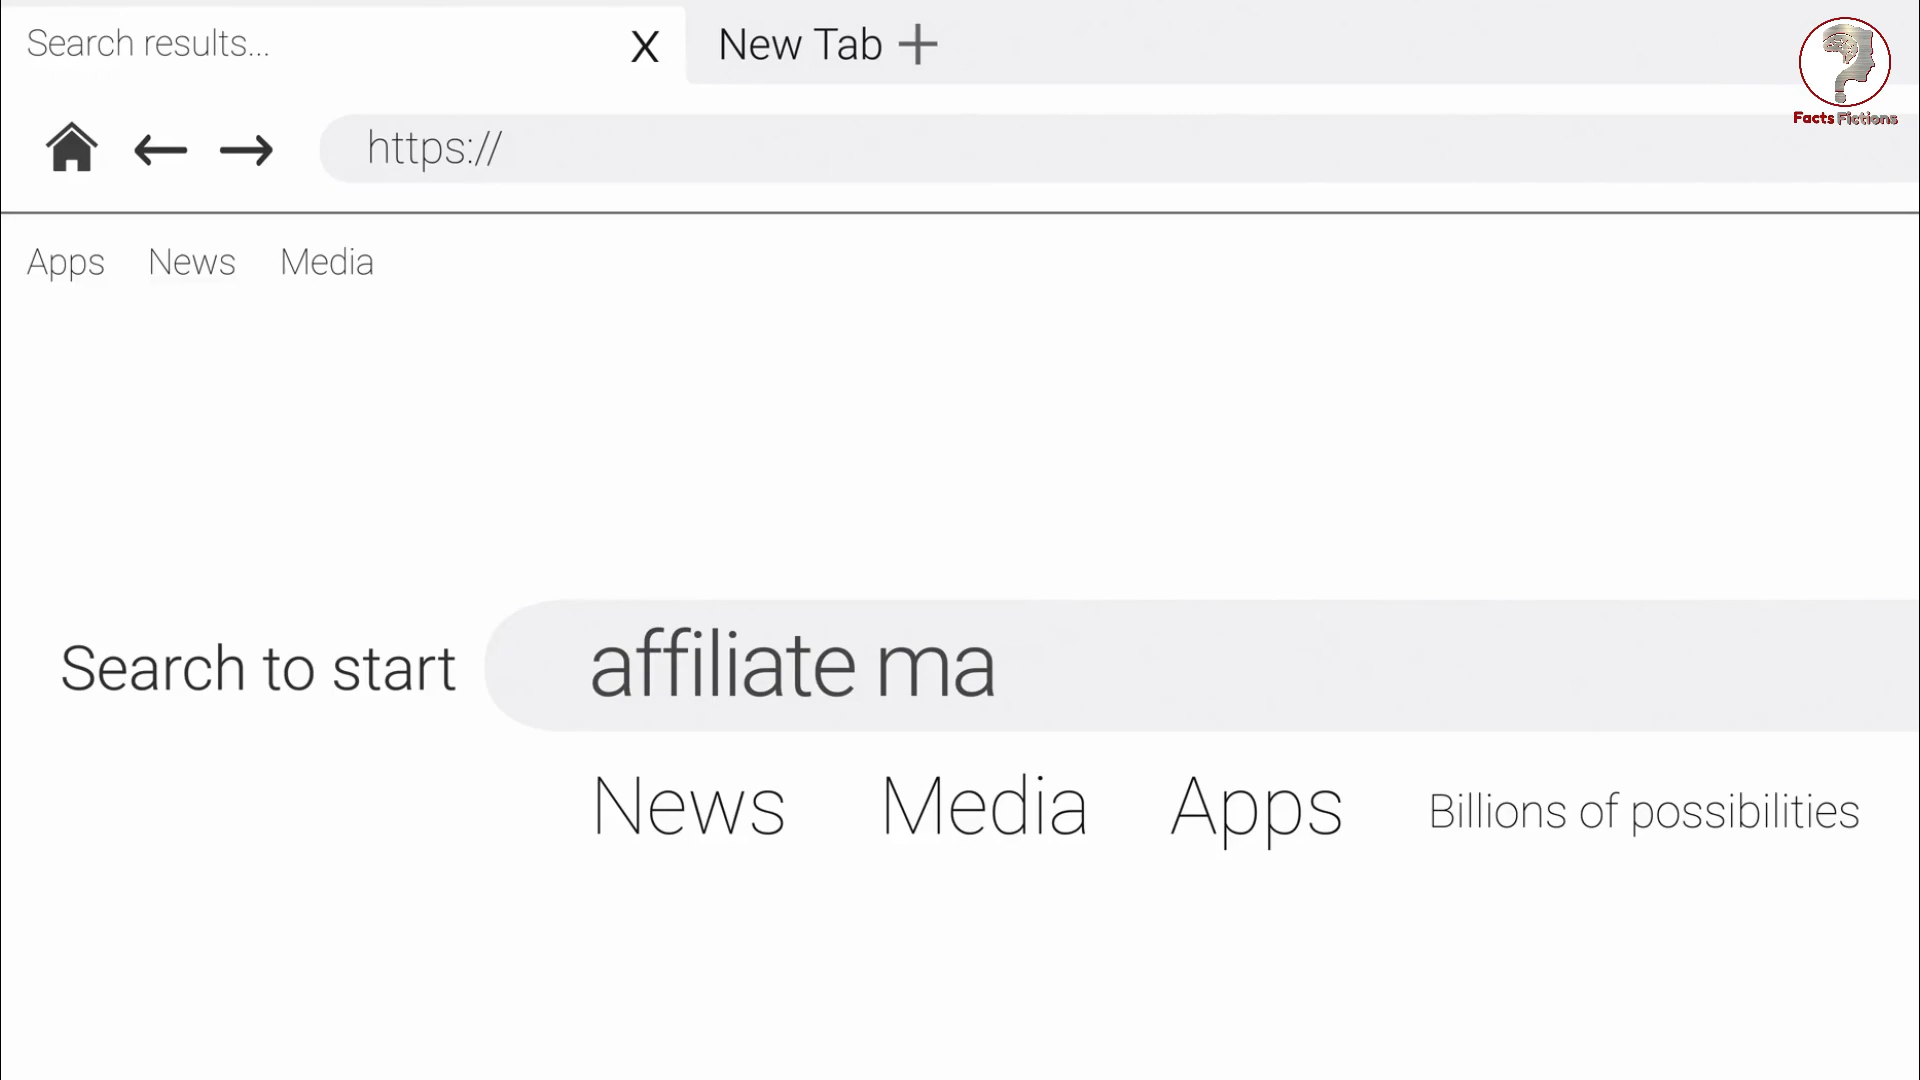 Search results... X New Tab +
Facts Fictions
https://
Apps News Media
Search to start affiliate ma
News Media Apps Billions of possibilities